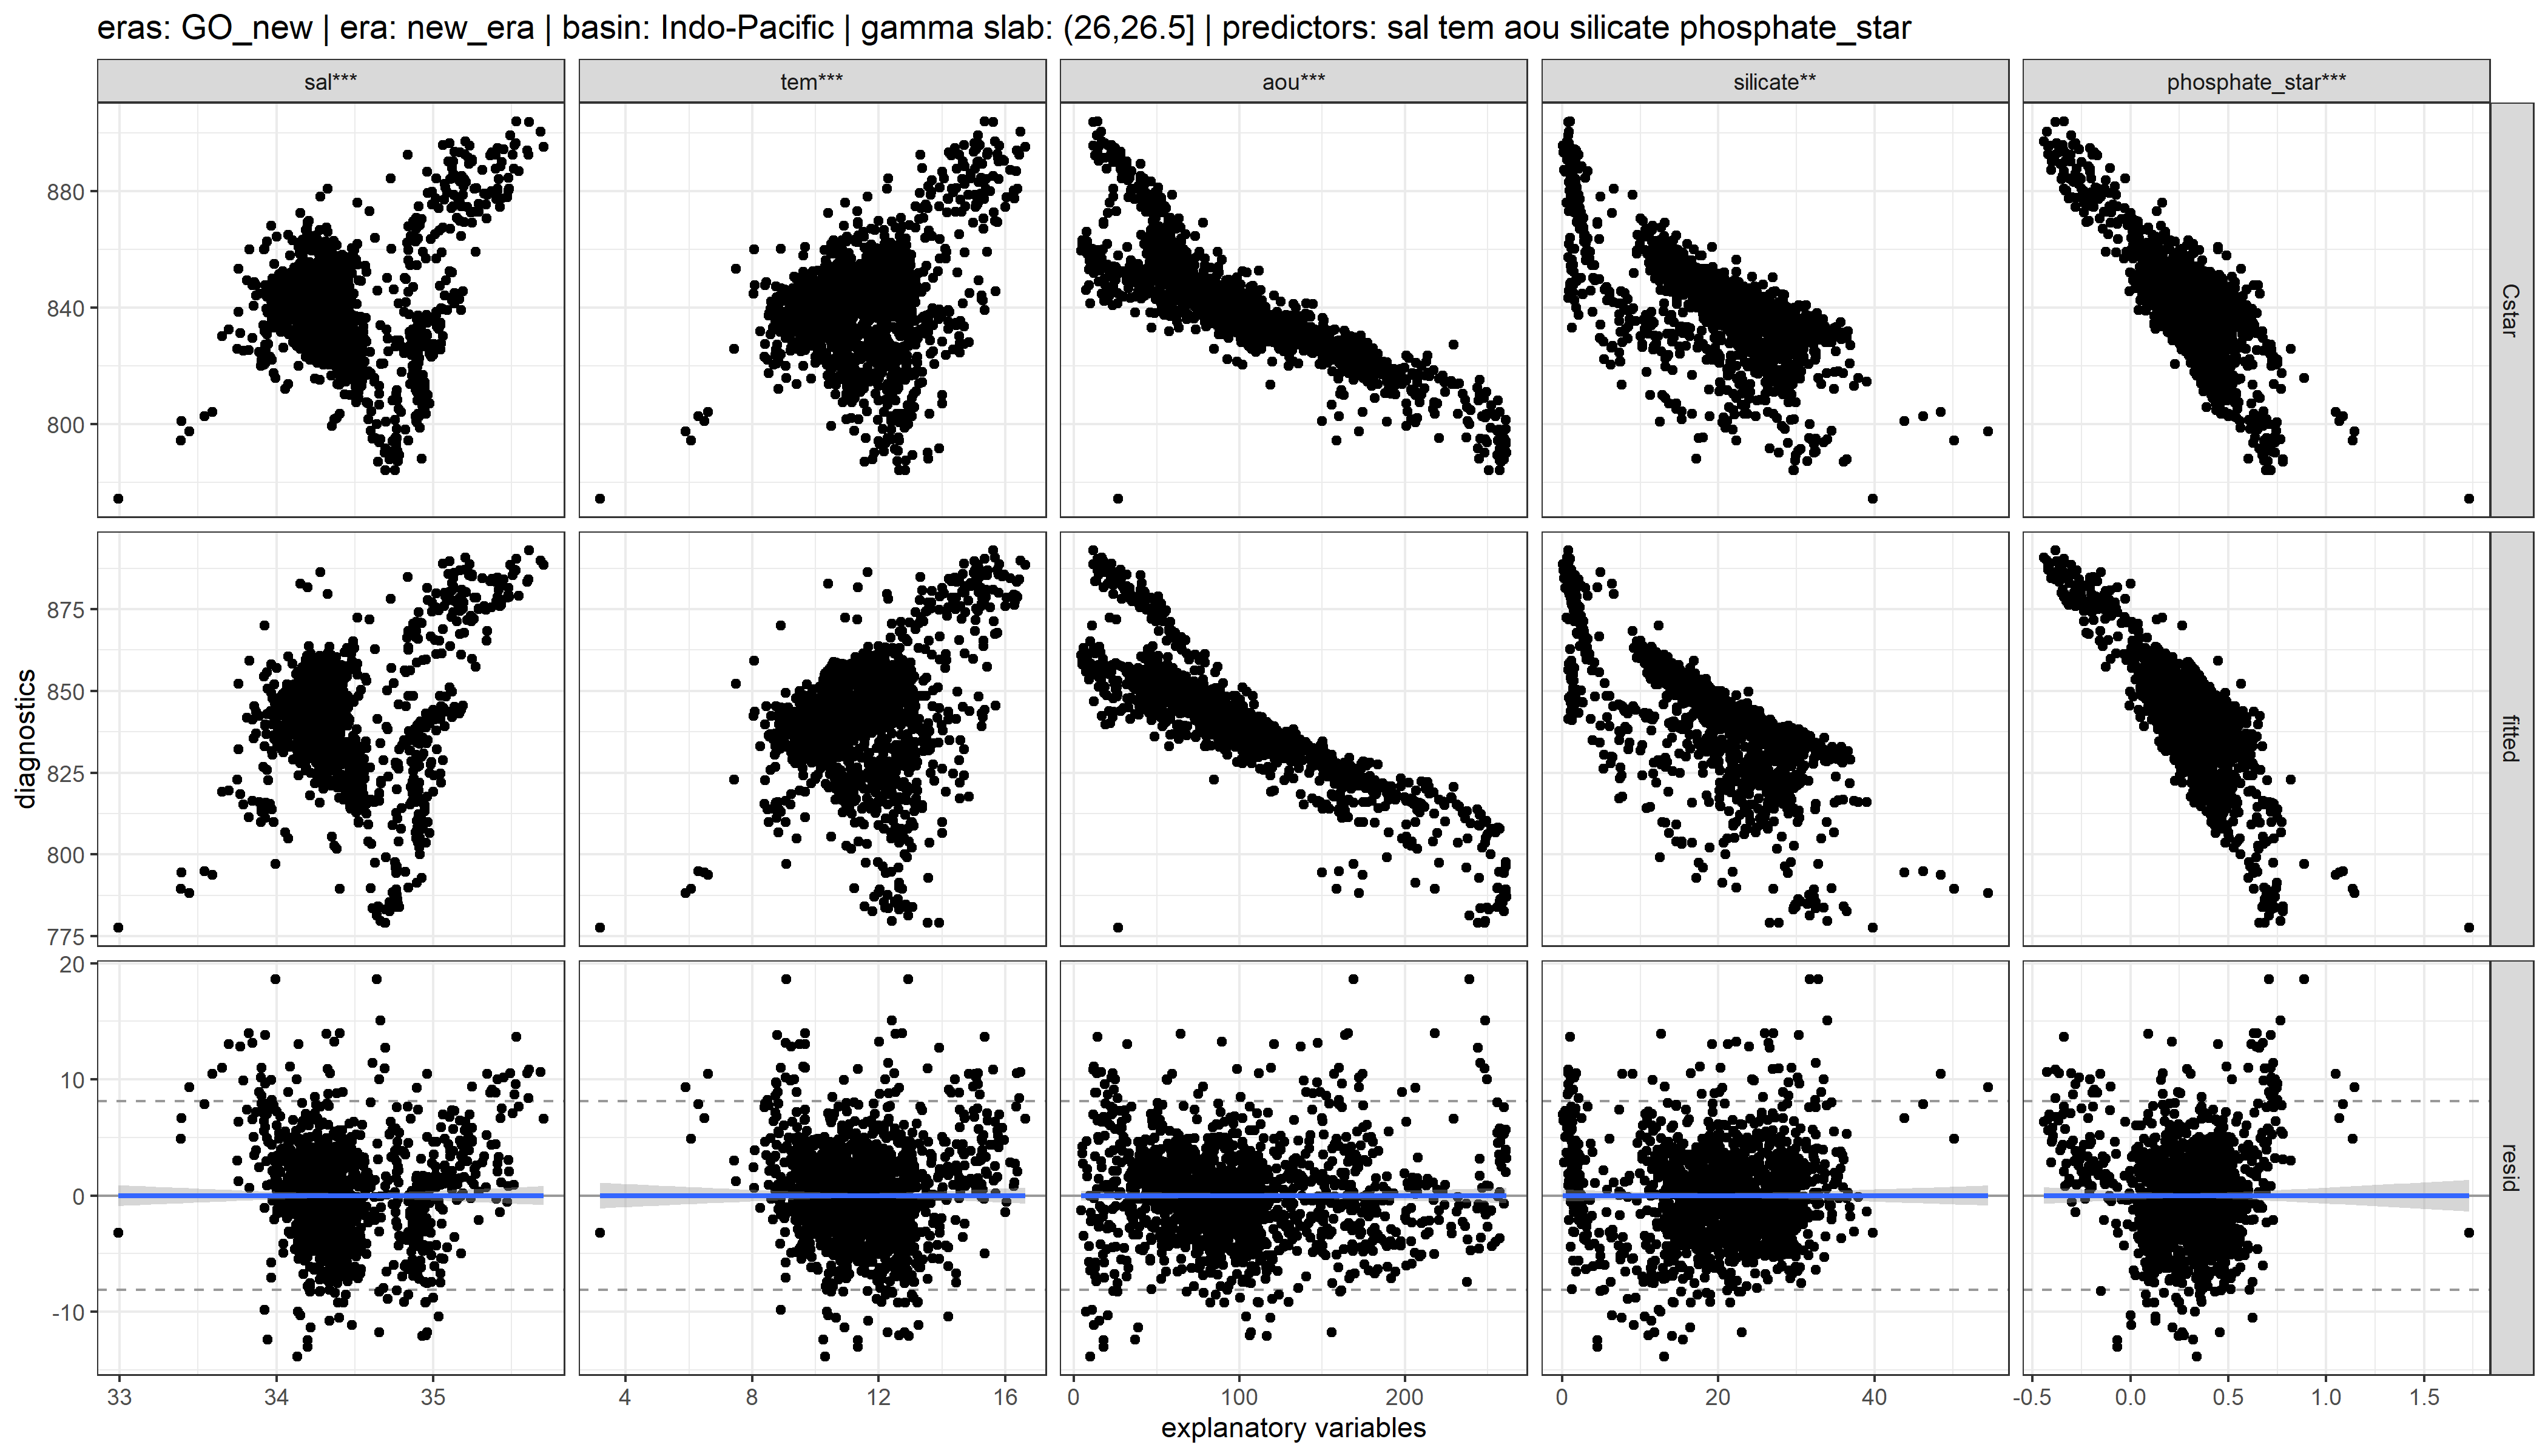 eras: GO_new | era: new_era | basin: Indo-Pacific | gamma slab: (26,26.5] | predictors: sal tem aou silicate phosphate_star
sal*** tem*** aou*** silicate** phosphate_star***
880
840
800
Cstar
875
850
825
800
775
fitted
20
10
0
-10
resid
diagnostics
33 34 35 4 8 12 16 0 100 200 0 20 40 -0.5 0.0 0.5 1.0 1.5
explanatory variables